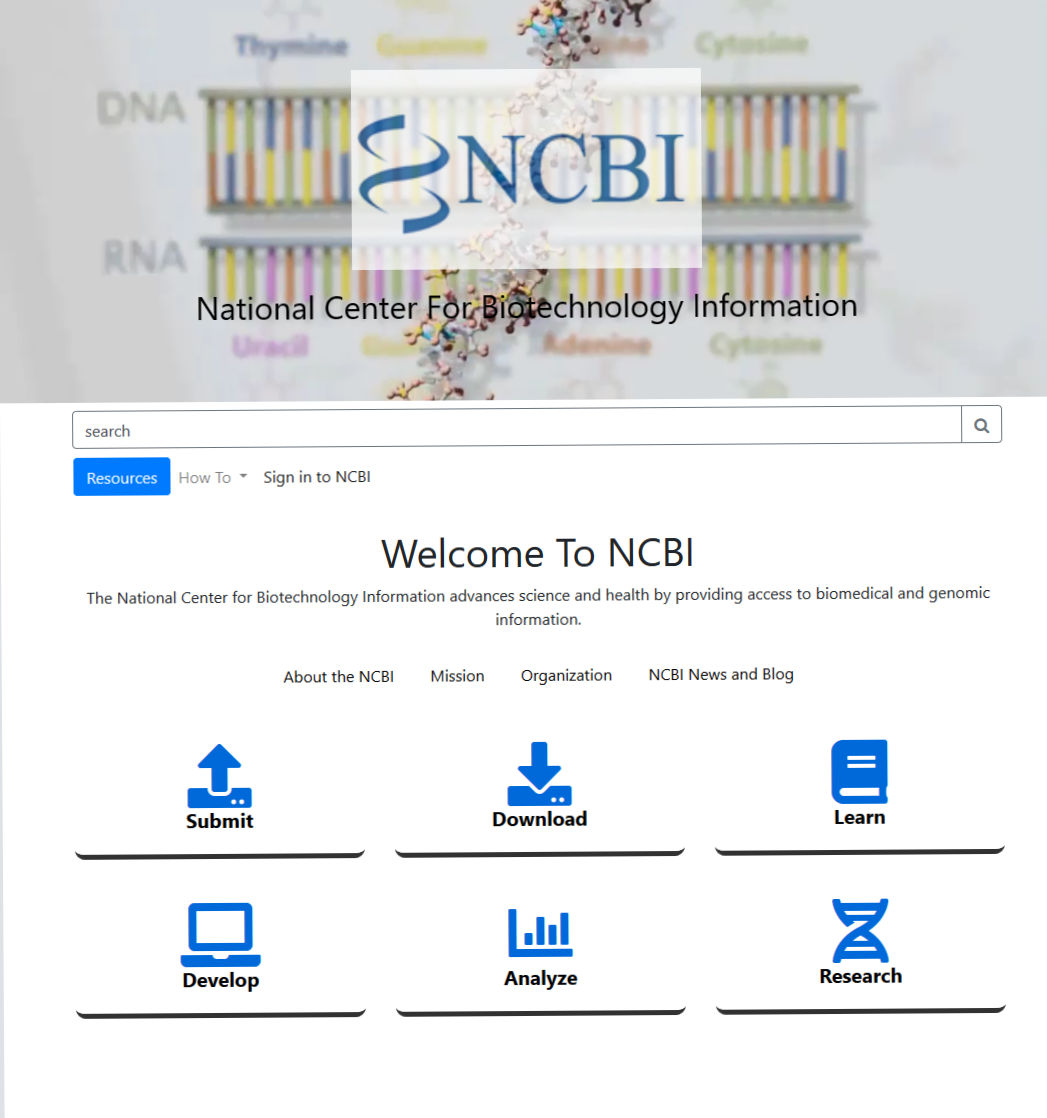 Thymine Guanine Cytosine
DNA
NCBI
RNA
National Center For Biotechnology Information
Uracil Adenine Cytosine
search
Resources How To Sign in to NCBI
Welcome To NCBI
The National Center for Biotechnology Information advances science and health by providing access to biomedical and genomic
information.
About the NCBI Mission Organization NCBI News and Blog
Submit Download Learn
Develop Analyze Research